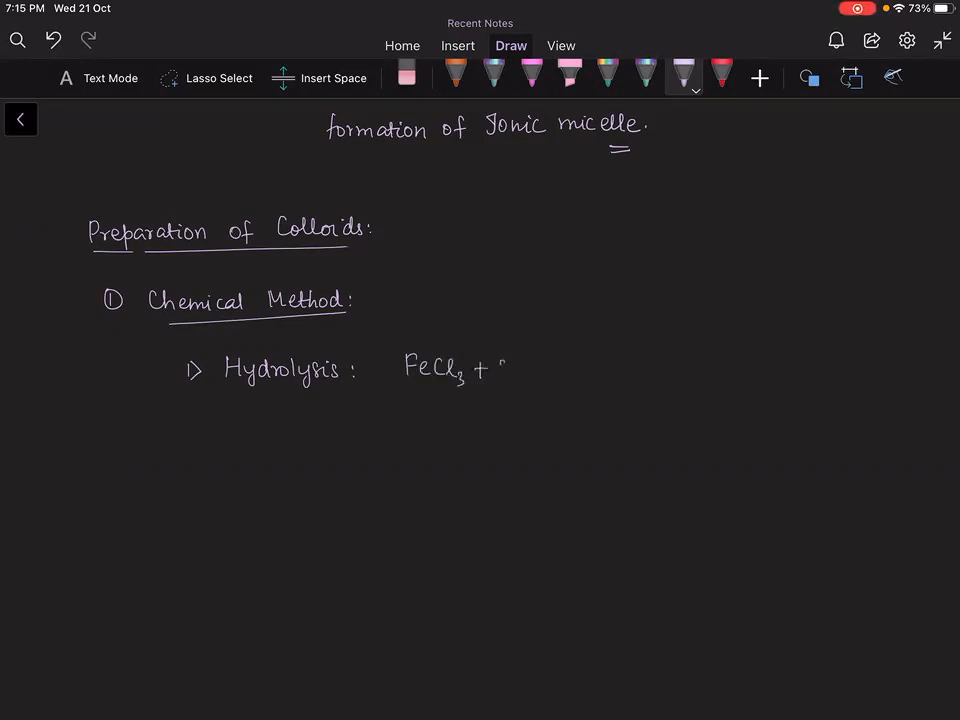 7:15 PM Wed 21 Oct
73%
Recent Notes
Home Insert Draw View
Text Mode Lasso Select Insert Space
formation of Ionic micelle.
Preparation of Colloids:
① Chemical Method:
1) Hydrolysis: FeCl₃ +